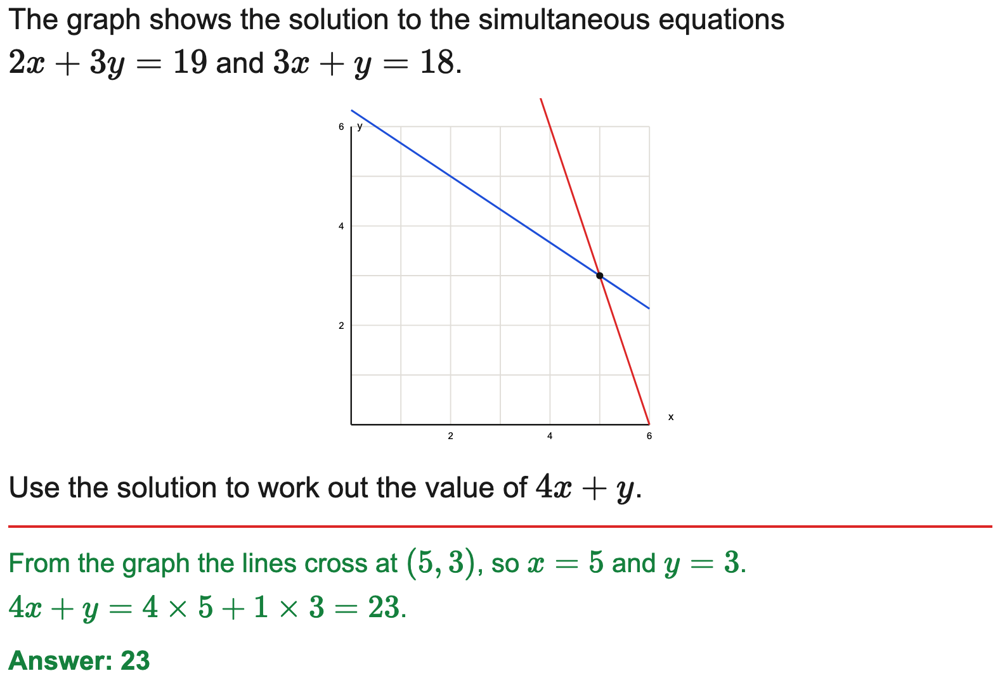 The graph shows the solution to the simultaneous equations
2x + 3y = 19 and 3x + y = 18.
6 y
4
2
x
2 4 6
Use the solution to work out the value of 4x + y.
From the graph the lines cross at (5, 3), so x = 5 and y = 3.
4x + y = 4 × 5 + 1 × 3 = 23.
Answer: 23